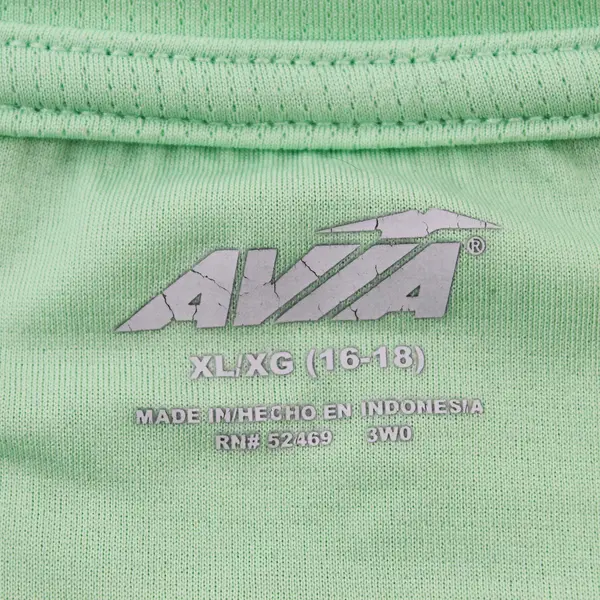 AVIA®
XL/XG (16-18)
MADE IN/HECHO EN INDONESIA
RN# 52469 3W0